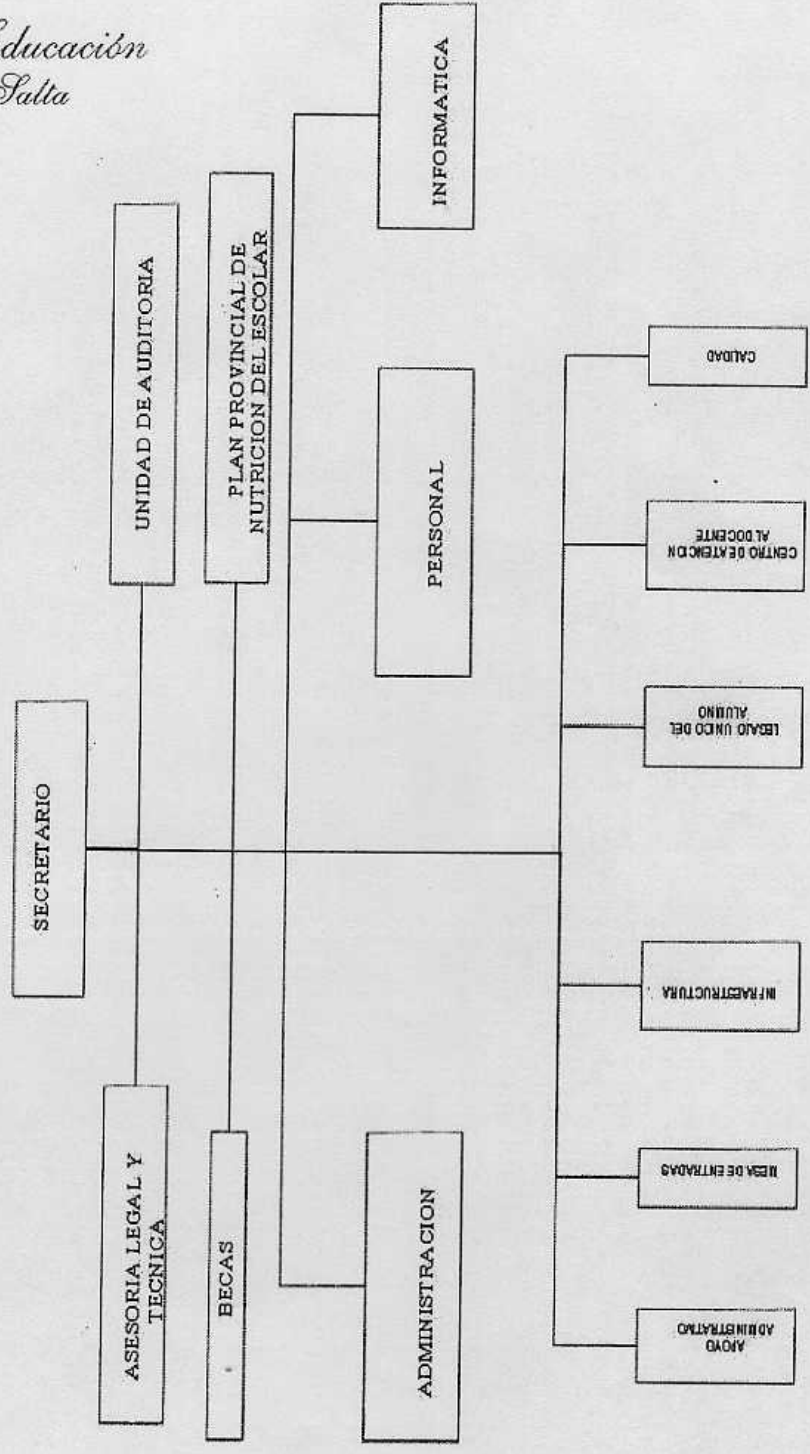 Educación
Salta
SECRETARIO
ASESORIA LEGAL Y
TECNICA
UNIDAD DE AUDITORIA
BECAS
PLAN PROVINCIAL DE
NUTRICION DEL ESCOLAR
ADMINISTRACION
PERSONAL
INFORMATICA
APOYO
ADMINISTRATIVO
MESA DE ENTRADAS
INFRAESTRUCTURA
LEGAJO UNICO DEL
ALUMNO
CENTRO DE ATENCION
AL DOCENTE
CALIDAD